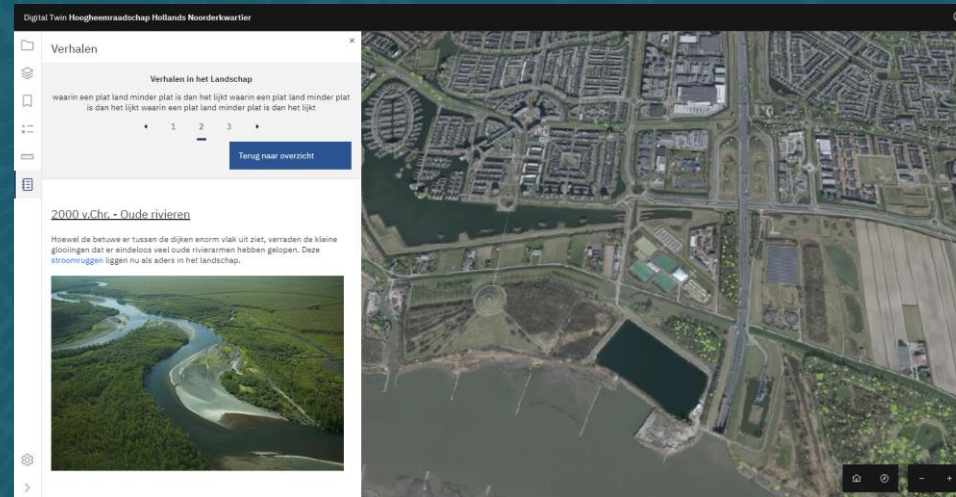 Digital Twin Hoogheemraadschap Hollands Noorderkwartier
Verhalen
×
Verhalen in het Landschap
waarin een plat land minder plat is dan het lijkt waarin een plat land minder plat
is dan het lijkt waarin een plat land minder plat is dan het lijkt
1 2 3
Terug naar overzicht
2000 v.Chr. - Oude rivieren
Hoewel de betuwe er tussen de dijken enorm vlak uit ziet, verraden de kleine
glooiingen dat er eindeloos veel oude rivierarmen hebben gelopen. Deze
stroomruggen liggen nu als aders in het landschap.
- +